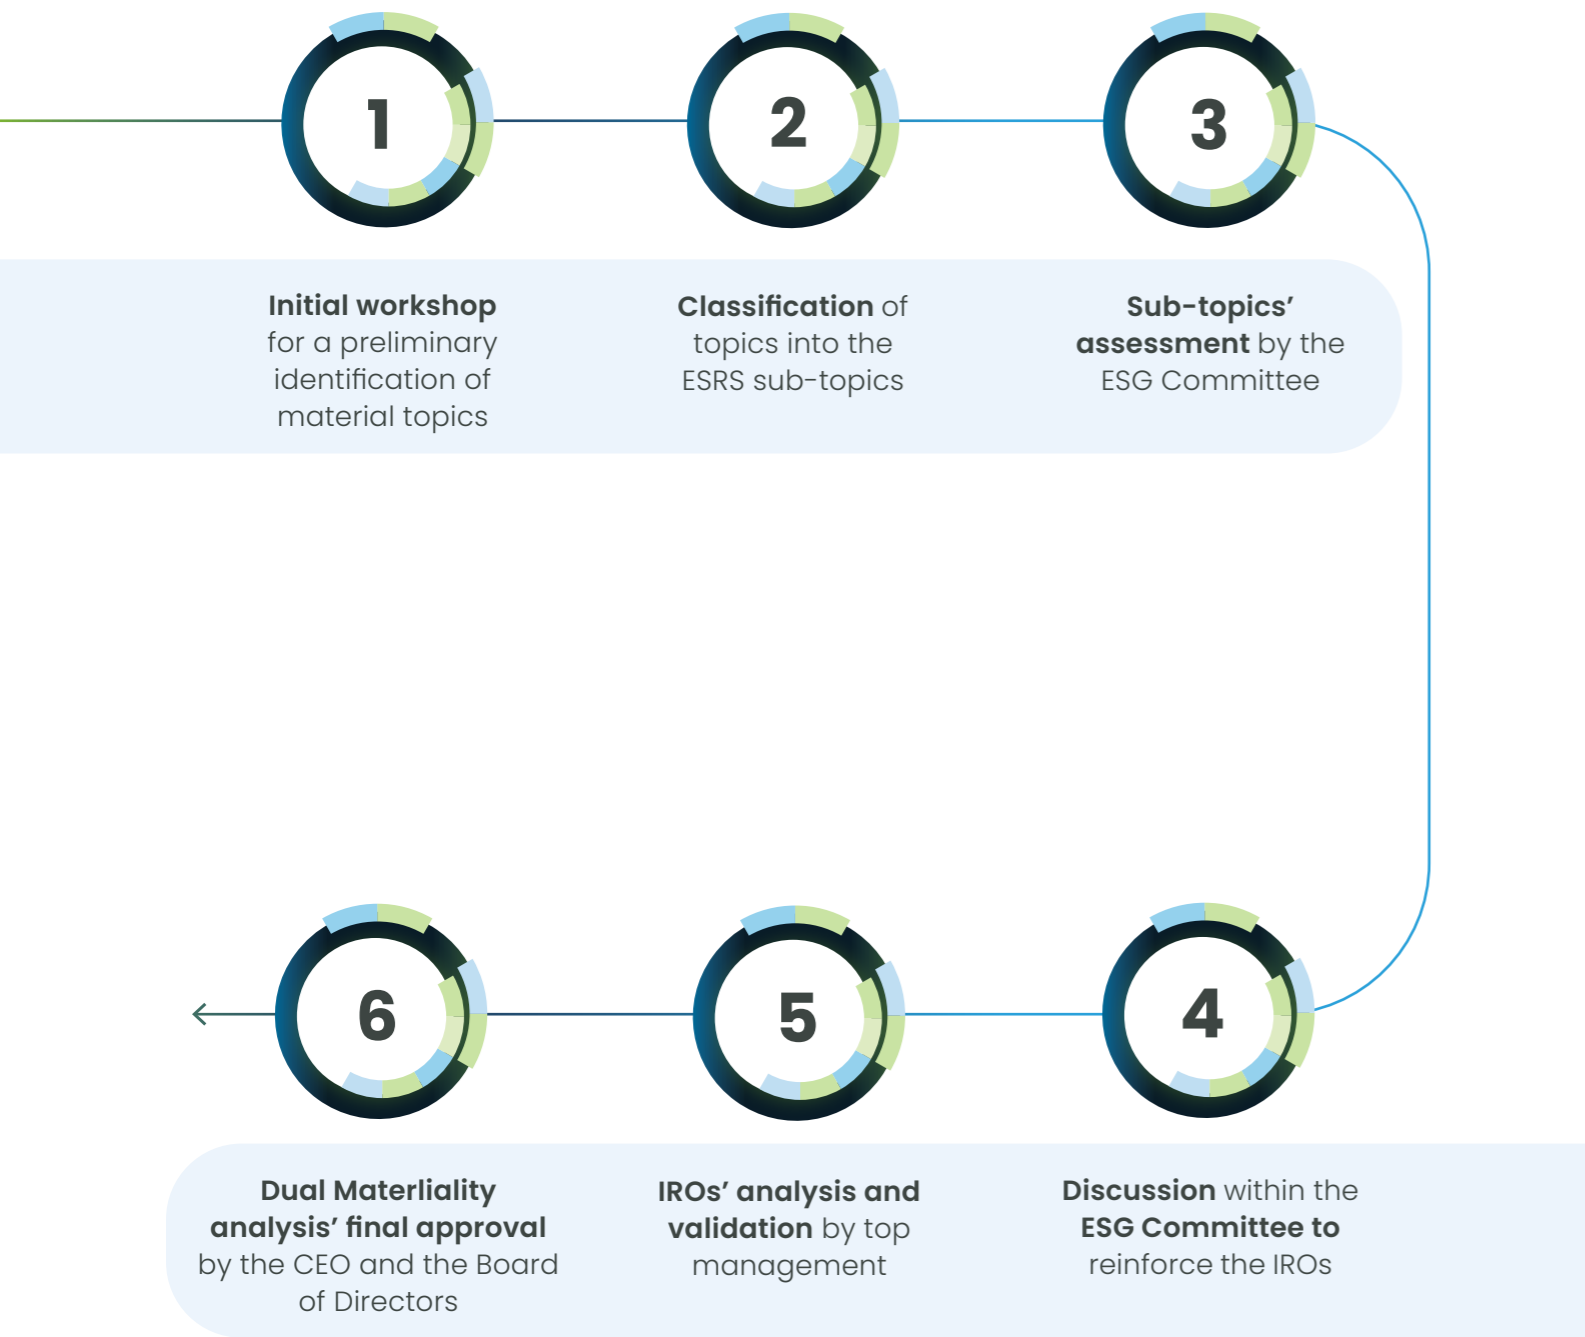 1
Initial workshop
for a preliminary
identification of
material topics
2
Classification of
topics into the
ESRS sub-topics
3
Sub-topics’
assessment by the
ESG Committee
4
Discussion within the
ESG Committee to
reinforce the IROs
5
IROs’ analysis and
validation by top
management
6
Dual Materliality
analysis’ final approval
by the CEO and the Board
of Directors